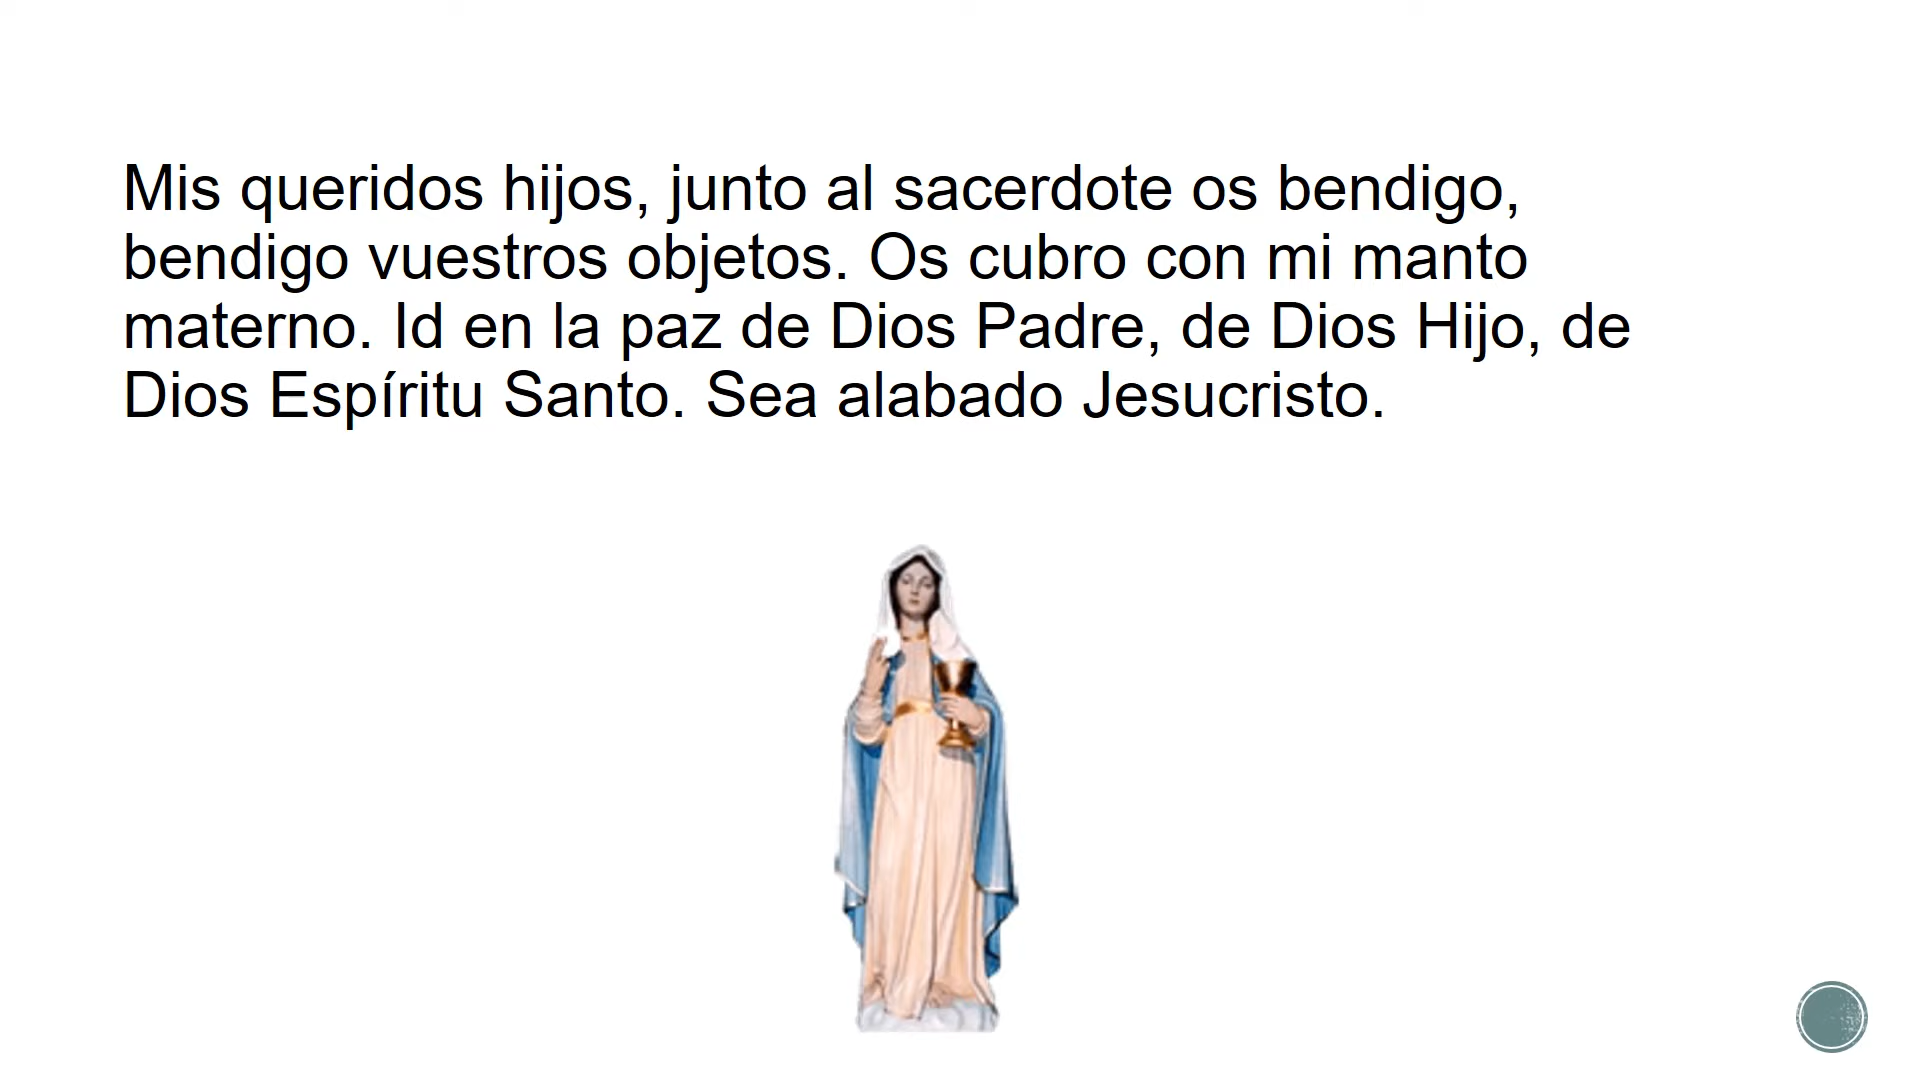 Mis queridos hijos, junto al sacerdote os bendigo,
bendigo vuestros objetos. Os cubro con mi manto
materno. Id en la paz de Dios Padre, de Dios Hijo, de
Dios Espíritu Santo. Sea alabado Jesucristo.